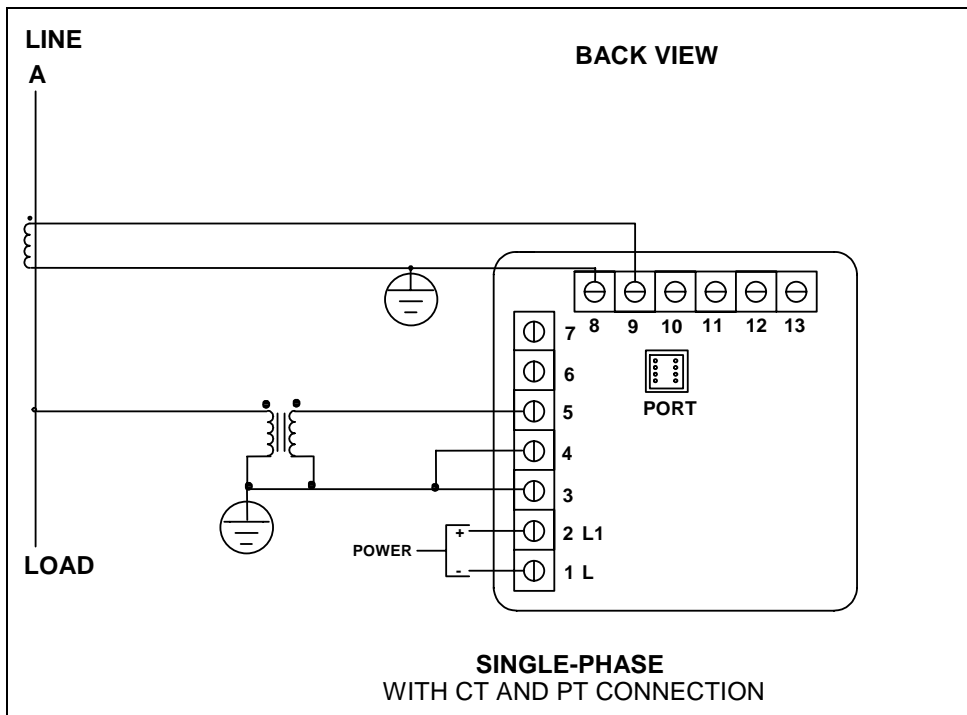 LINE
A
BACK VIEW
8 9 10 11 12 13
7
6
PORT
5
4
3
+
2 L1
POWER
-
1 L
LOAD
SINGLE-PHASE
WITH CT AND PT CONNECTION